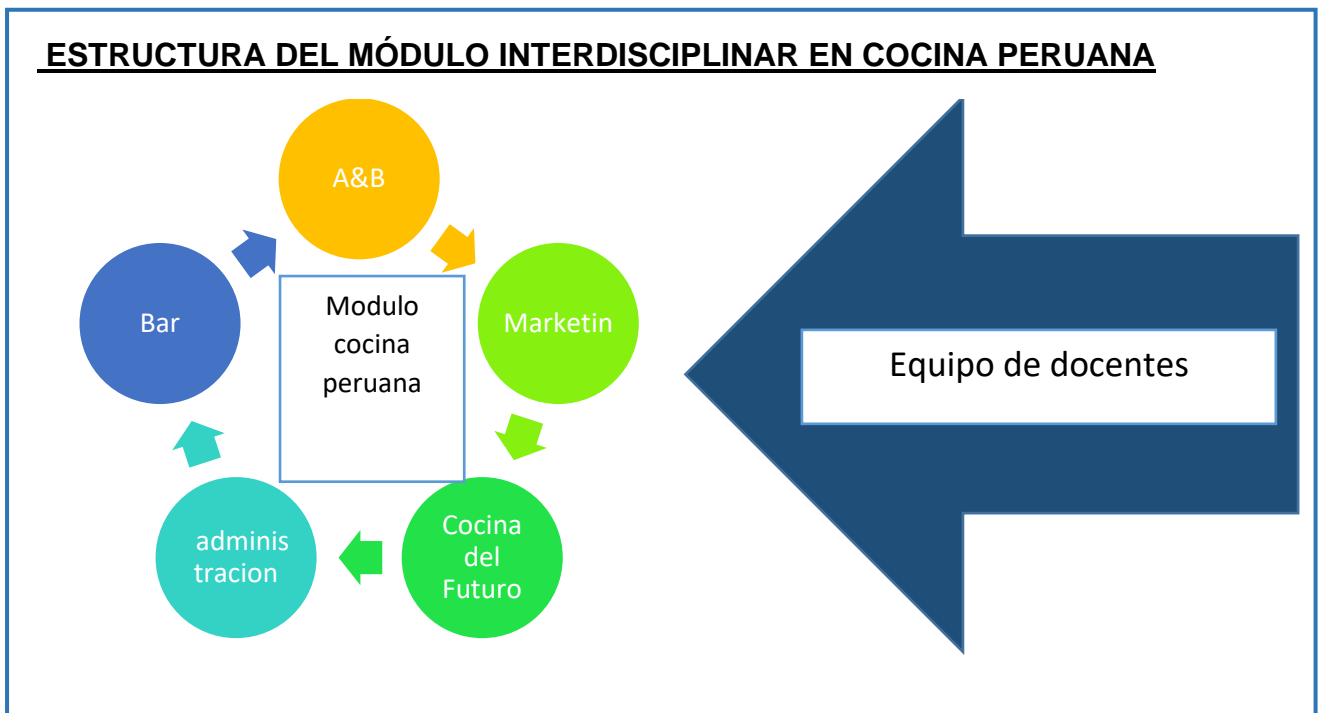 ESTRUCTURA DEL MÓDULO INTERDISCIPLINAR EN COCINA PERUANA
A&B
Bar
Modulo
cocina
peruana
Marketin
Equipo de docentes
adminis
tracion
Cocina
del
Futuro